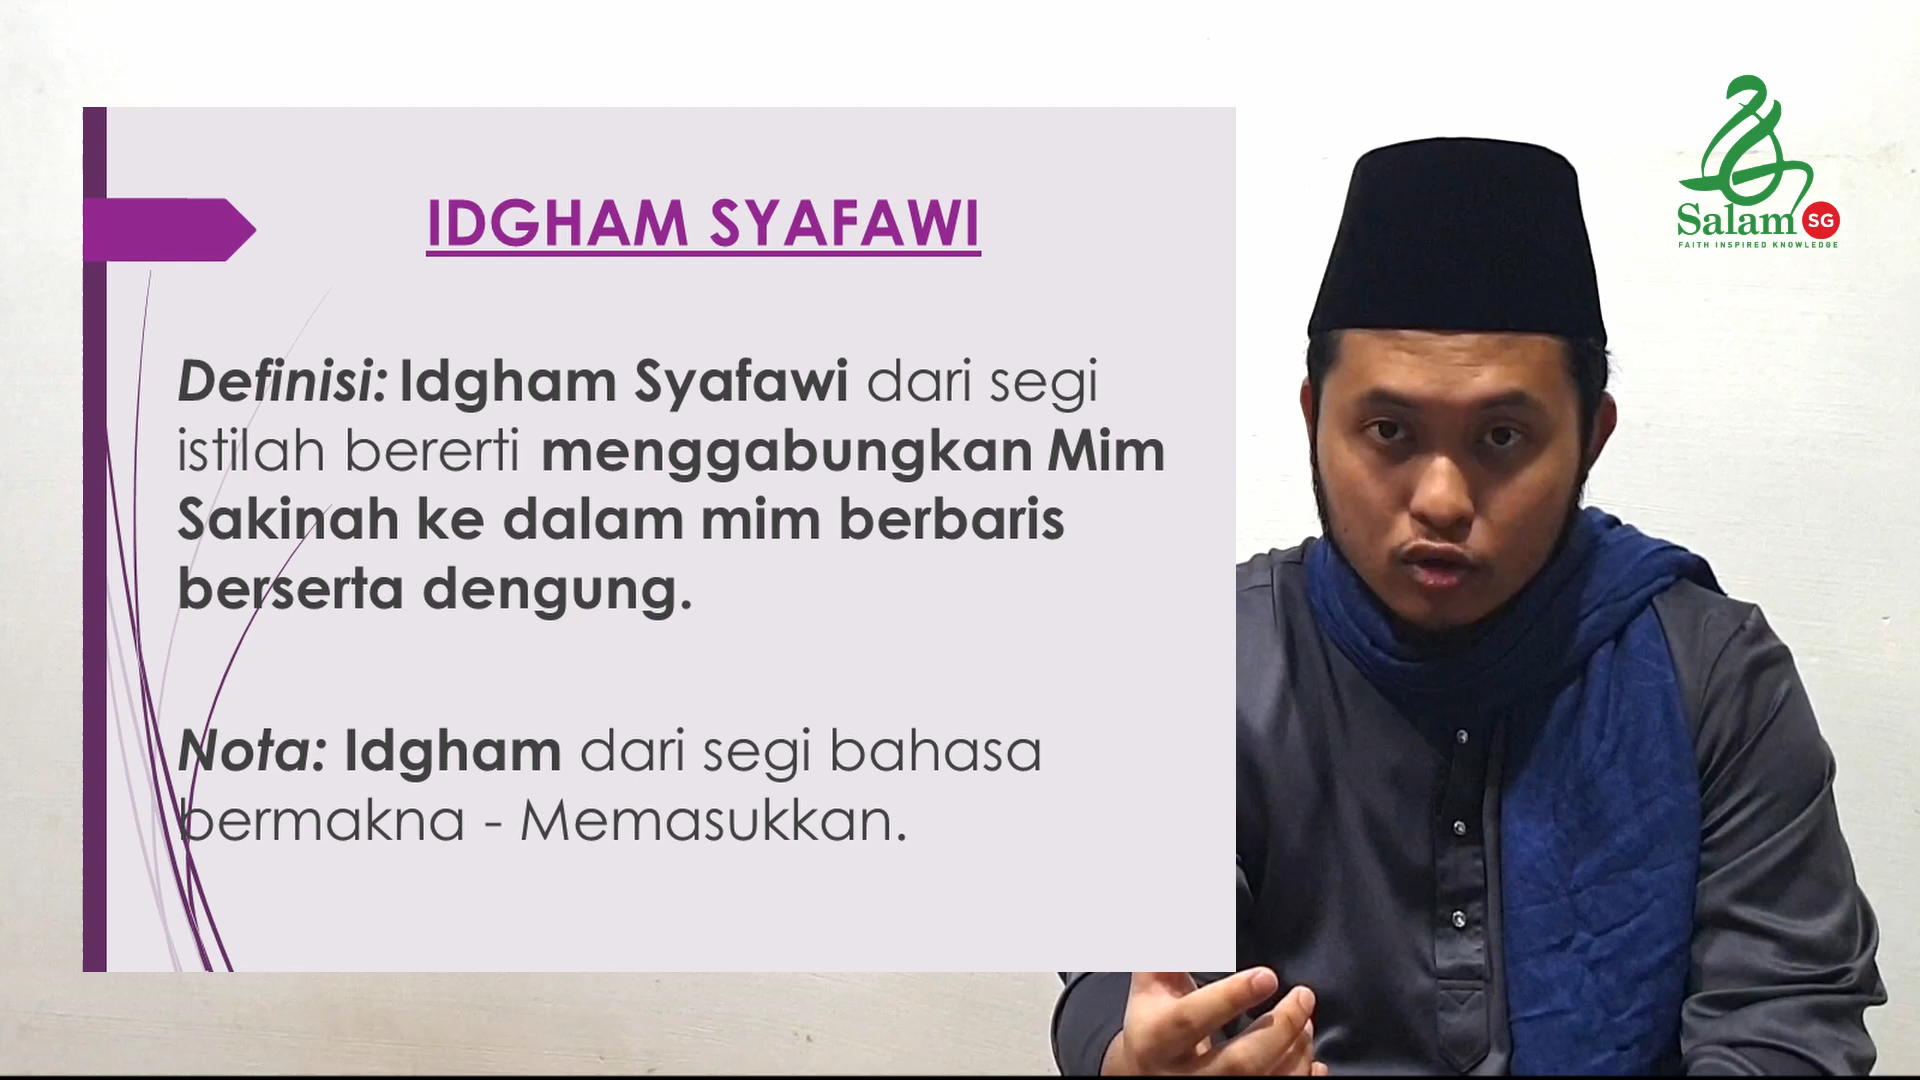 IDGHAM SYAFAWI
Definisi: Idgham Syafawi dari segi
istilah bererti menggabungkan Mim
Sakinah ke dalam mim berbaris
berserta dengung.
Nota: Idgham dari segi bahasa
bermakna - Memasukkan.
Salam SG
FAITH INSPIRED KNOWLEDGE